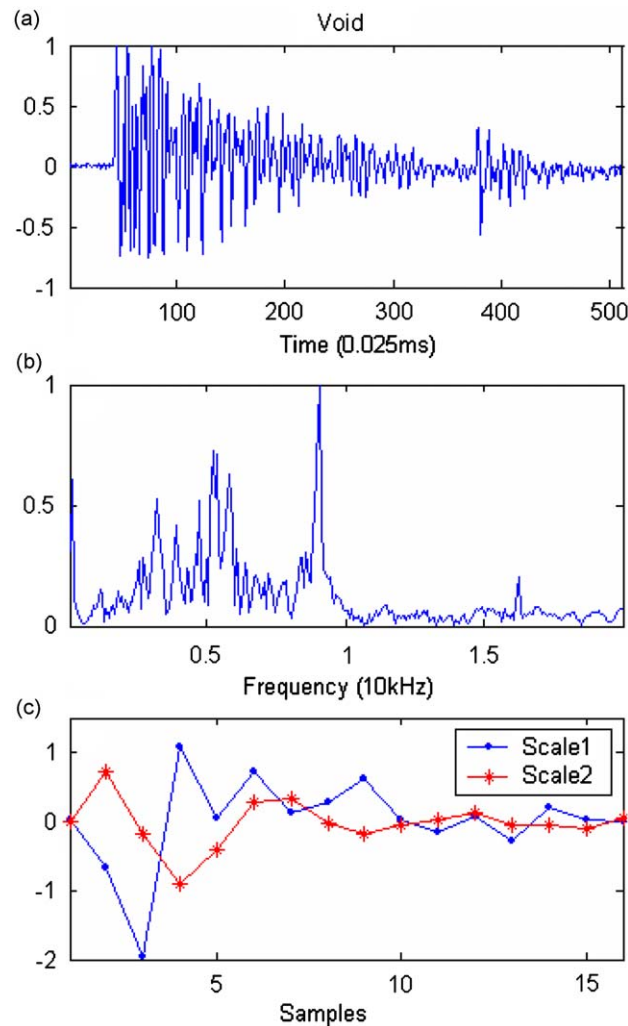 (a)
Void
1
0.5
0
-0.5
-1
100 200 300 400 500
Time (0.025ms)
(b)
1
0.5
0
0.5 1 1.5
Frequency (10kHz)
(c)
1
0
-1
-2
Scale1
Scale2
5 10 15
Samples